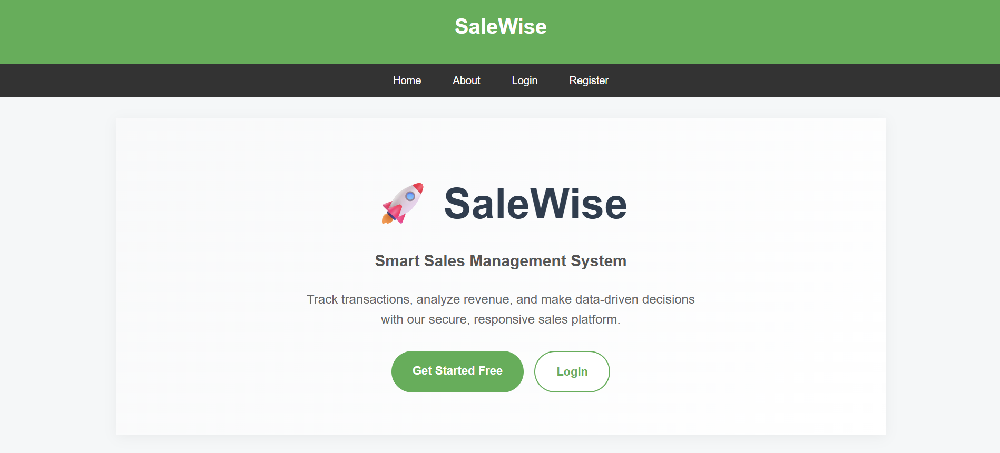 SaleWise
Home About Login Register
SaleWise
Smart Sales Management System
Track transactions, analyze revenue, and make data-driven decisions
with our secure, responsive sales platform.
Get Started Free Login